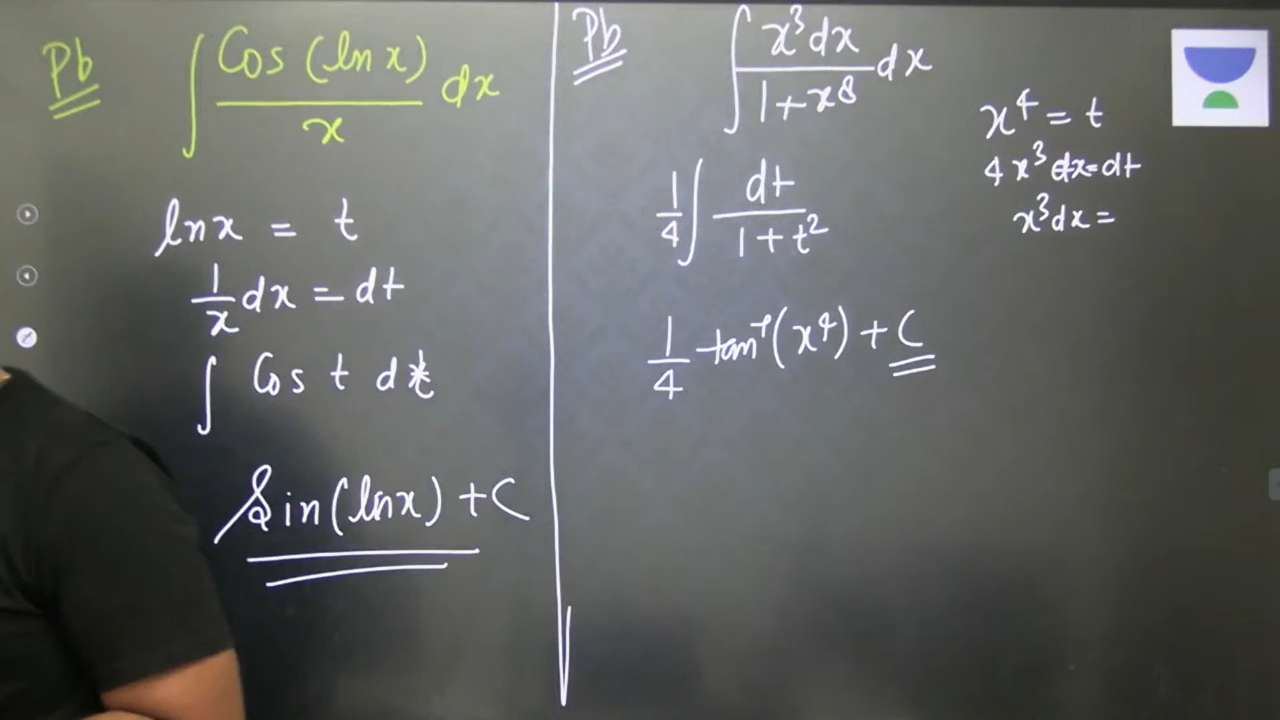 Pb ∫ Cos (ln x) / x dx
ln x = t
1/x dx = dt
∫ Cos t dt
Sin(ln x) + C
Pb ∫ x³dx / 1+x⁸ dx
x⁴ = t
4x³ dx = dt
x³dx =
1/4 ∫ dt / 1+t²
1/4 tan⁻¹(x⁴) + C